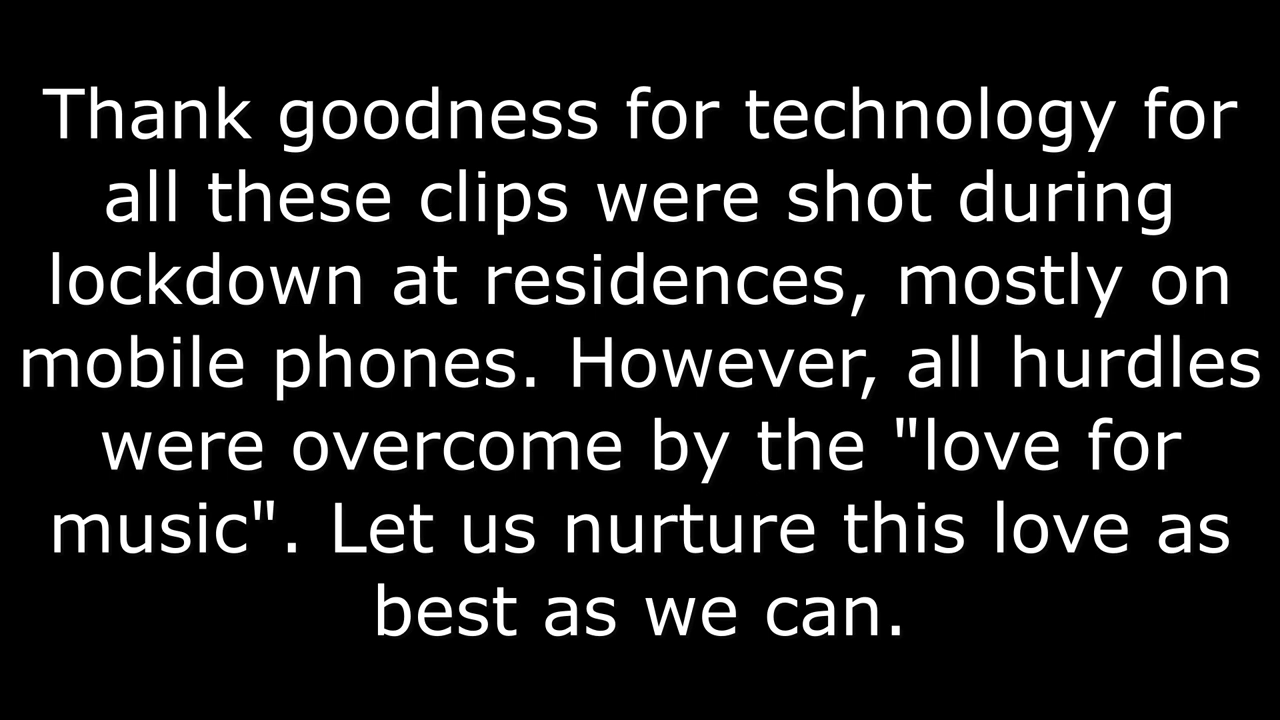 Thank goodness for technology for
all these clips were shot during
lockdown at residences, mostly on
mobile phones. However, all hurdles
were overcome by the "love for
music". Let us nurture this love as
best as we can.